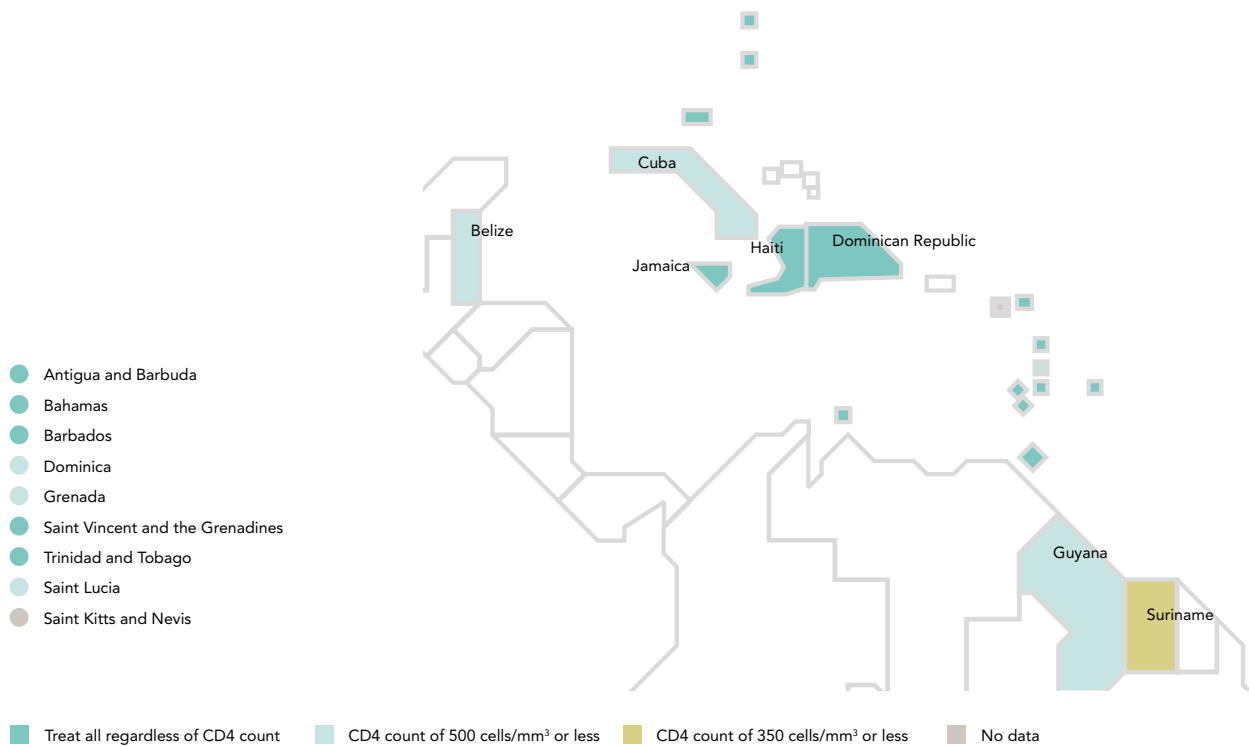 Cuba
Belize
Haiti
Dominican Republic
Jamaica
Antigua and Barbuda
Bahamas
Barbados
Dominica
Grenada
Saint Vincent and the Grenadines
Trinidad and Tobago
Saint Lucia
Saint Kitts and Nevis
Guyana
Suriname
Treat all regardless of CD4 count
CD4 count of 500 cells/mm³ or less
CD4 count of 350 cells/mm³ or less
No data